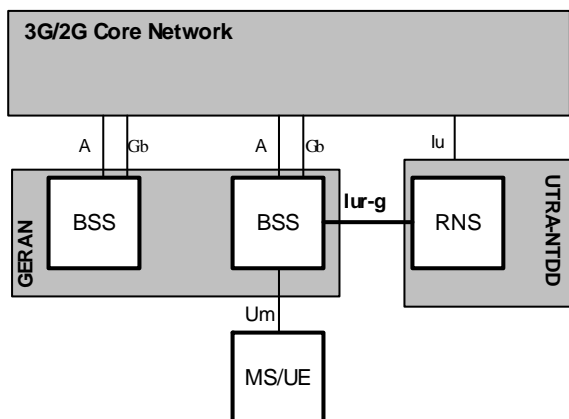 3G/2G Core Network
A
Gb
A
Gb
Iu
BSS
BSS
Iur-g
RNS
GERAN
UTRA-NTDD
Um
MS/UE